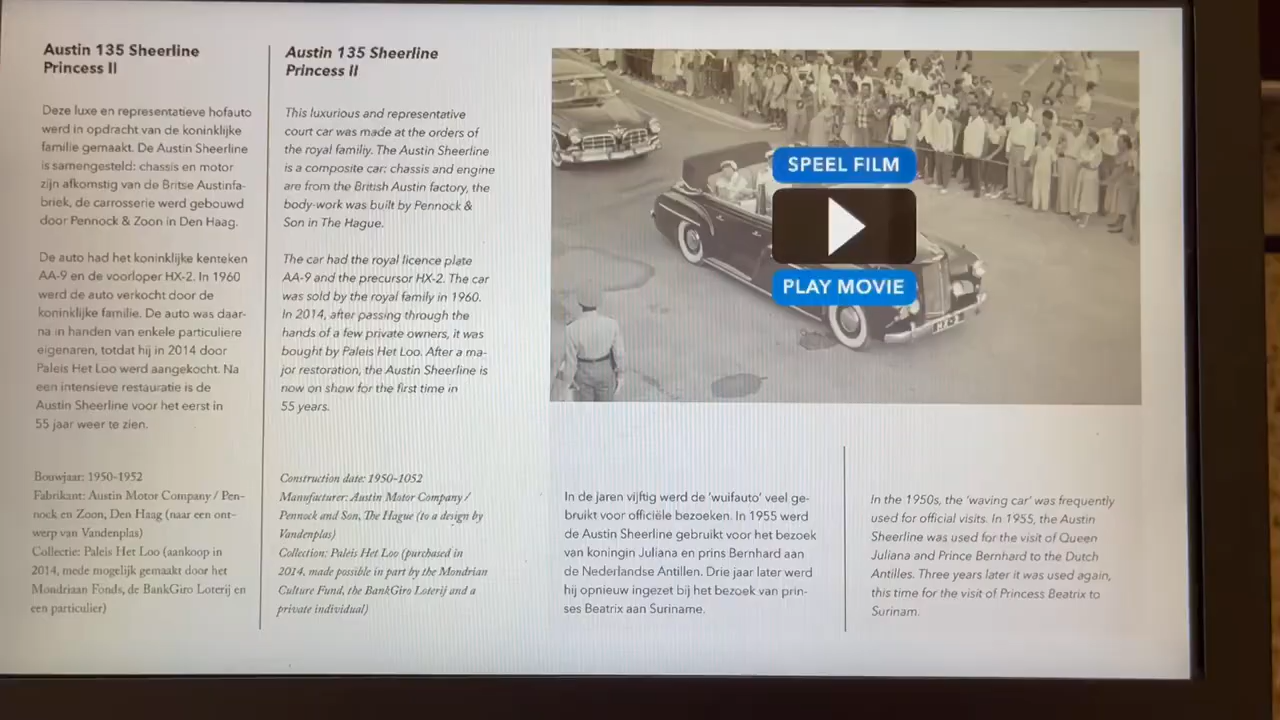 Austin 135 Sheerline
Princess II
Deze luxe en representatieve hofauto
werd in opdracht van de koninklijke
familie gemaakt. De Austin Sheerline
is samengesteld: chassis en motor
zijn afkomstig van de Britse Austinfa-
briek, de carrosserie werd gebouwd
door Pennock & Zoon in Den Haag.
De auto had het koninklijke kenteken
AA-9 en de voorloper HX-2. In 1960
werd de auto verkocht door de
koninklijke familie. De auto was daar-
na in handen van enkele particuliere
eigenaren, totdat hij in 2014 door
Paleis Het Loo werd aangekocht. Na
een intensieve restauratie is de
Austin Sheerline voor het eerst in
55 jaar weer te zien.
Bouwjaar: 1950-1952
Fabrikant: Austin Motor Company / Pen-
nock en Zoon, Den Haag (naar een ont-
werp van Vandenplas)
Collectie: Paleis Het Loo (aankoop in
2014, mede mogelijk gemaakt door het
Mondriaan Fonds, de BankGiro Loterij en
een particulier)
Austin 135 Sheerline
Princess II
This luxurious and representative
court car was made at the orders of
the royal familiy. The Austin Sheerline
is a composite car: chassis and engine
are from the British Austin factory, the
body-work was built by Pennock &
Son in The Hague.
The car had the royal licence plate
AA-9 and the precursor HX-2. The car
was sold by the royal family in 1960.
In 2014, after passing through the
hands of a few private owners, it was
bought by Paleis Het Loo. After a ma-
jor restoration, the Austin Sheerline is
now on show for the first time in
55 years.
Construction date: 1950-1052
Manufacturer: Austin Motor Company /
Pennock and Son, The Hague (to a design by
Vandenplas)
Collection: Paleis Het Loo (purchased in
2014, made possible in part by the Mondrian
Culture Fund, the BankGiro Loterij and a
private individual)
SPEEL FILM
PLAY MOVIE
HX-2
In de jaren vijftig werd de 'wuifauto' veel ge-
bruikt voor officiële bezoeken. In 1955 werd
de Austin Sheerline gebruikt voor het bezoek
van koningin Juliana en prins Bernhard aan
de Nederlandse Antillen. Drie jaar later werd
hij opnieuw ingezet bij het bezoek van prin-
ses Beatrix aan Suriname.
In the 1950s, the 'waving car' was frequently
used for official visits. In 1955, the Austin
Sheerline was used for the visit of Queen
Juliana and Prince Bernhard to the Dutch
Antilles. Three years later it was used again,
this time for the visit of Princess Beatrix to
Surinam.